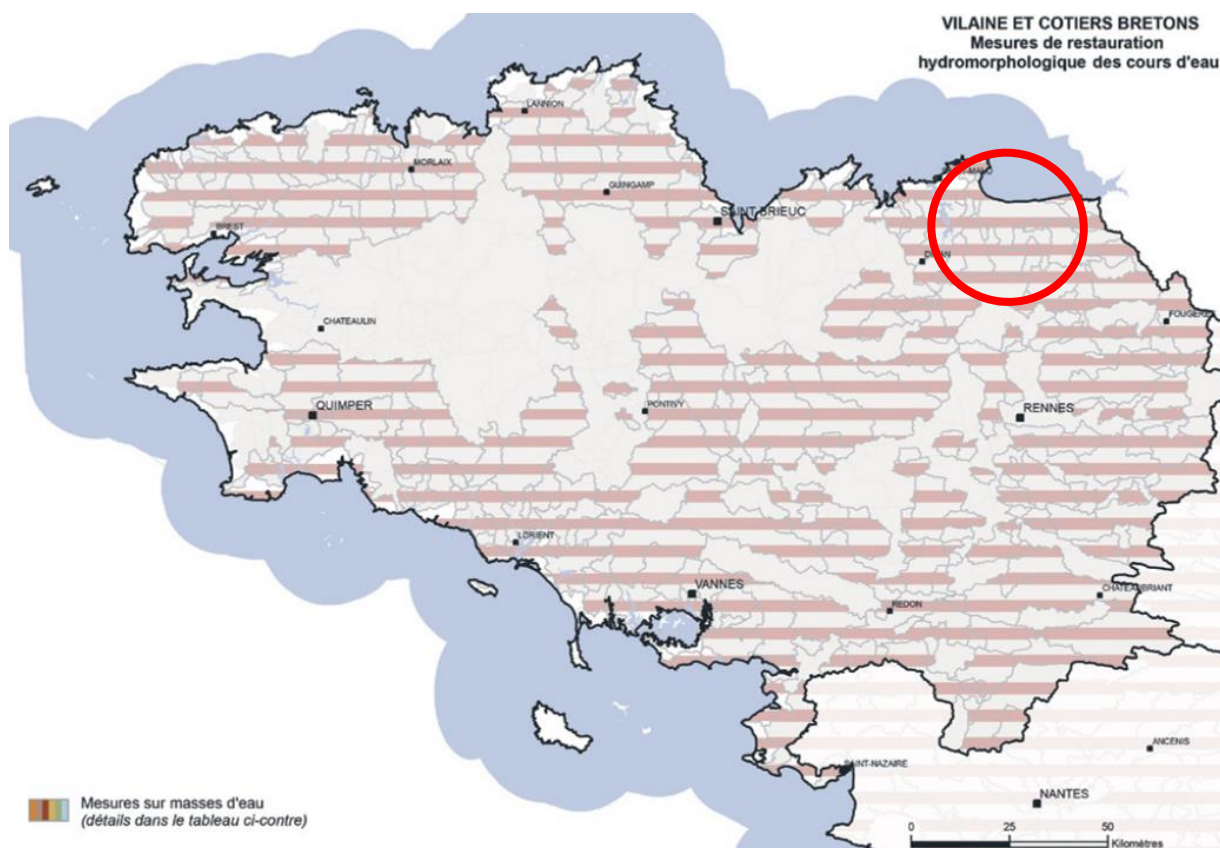 VILAINE ET COTIERS BRETONS
Mesures de restauration
hydromorphologique des cours d'eau
LANNION
MORLAIX
GUINGAMP
SAINT-BRIEUC
BREST
CHATEAULIN
FOUGERES
QUIMPER
PONTIVY
RENNES
LORIENT
VANNES
REDON
CHATEAUBRIANT
ANCENIS
SAINT-NAZAIRE
NANTES
Mesures sur masses d'eau
(détails dans le tableau ci-contre)
0 25 50
Kilomètres